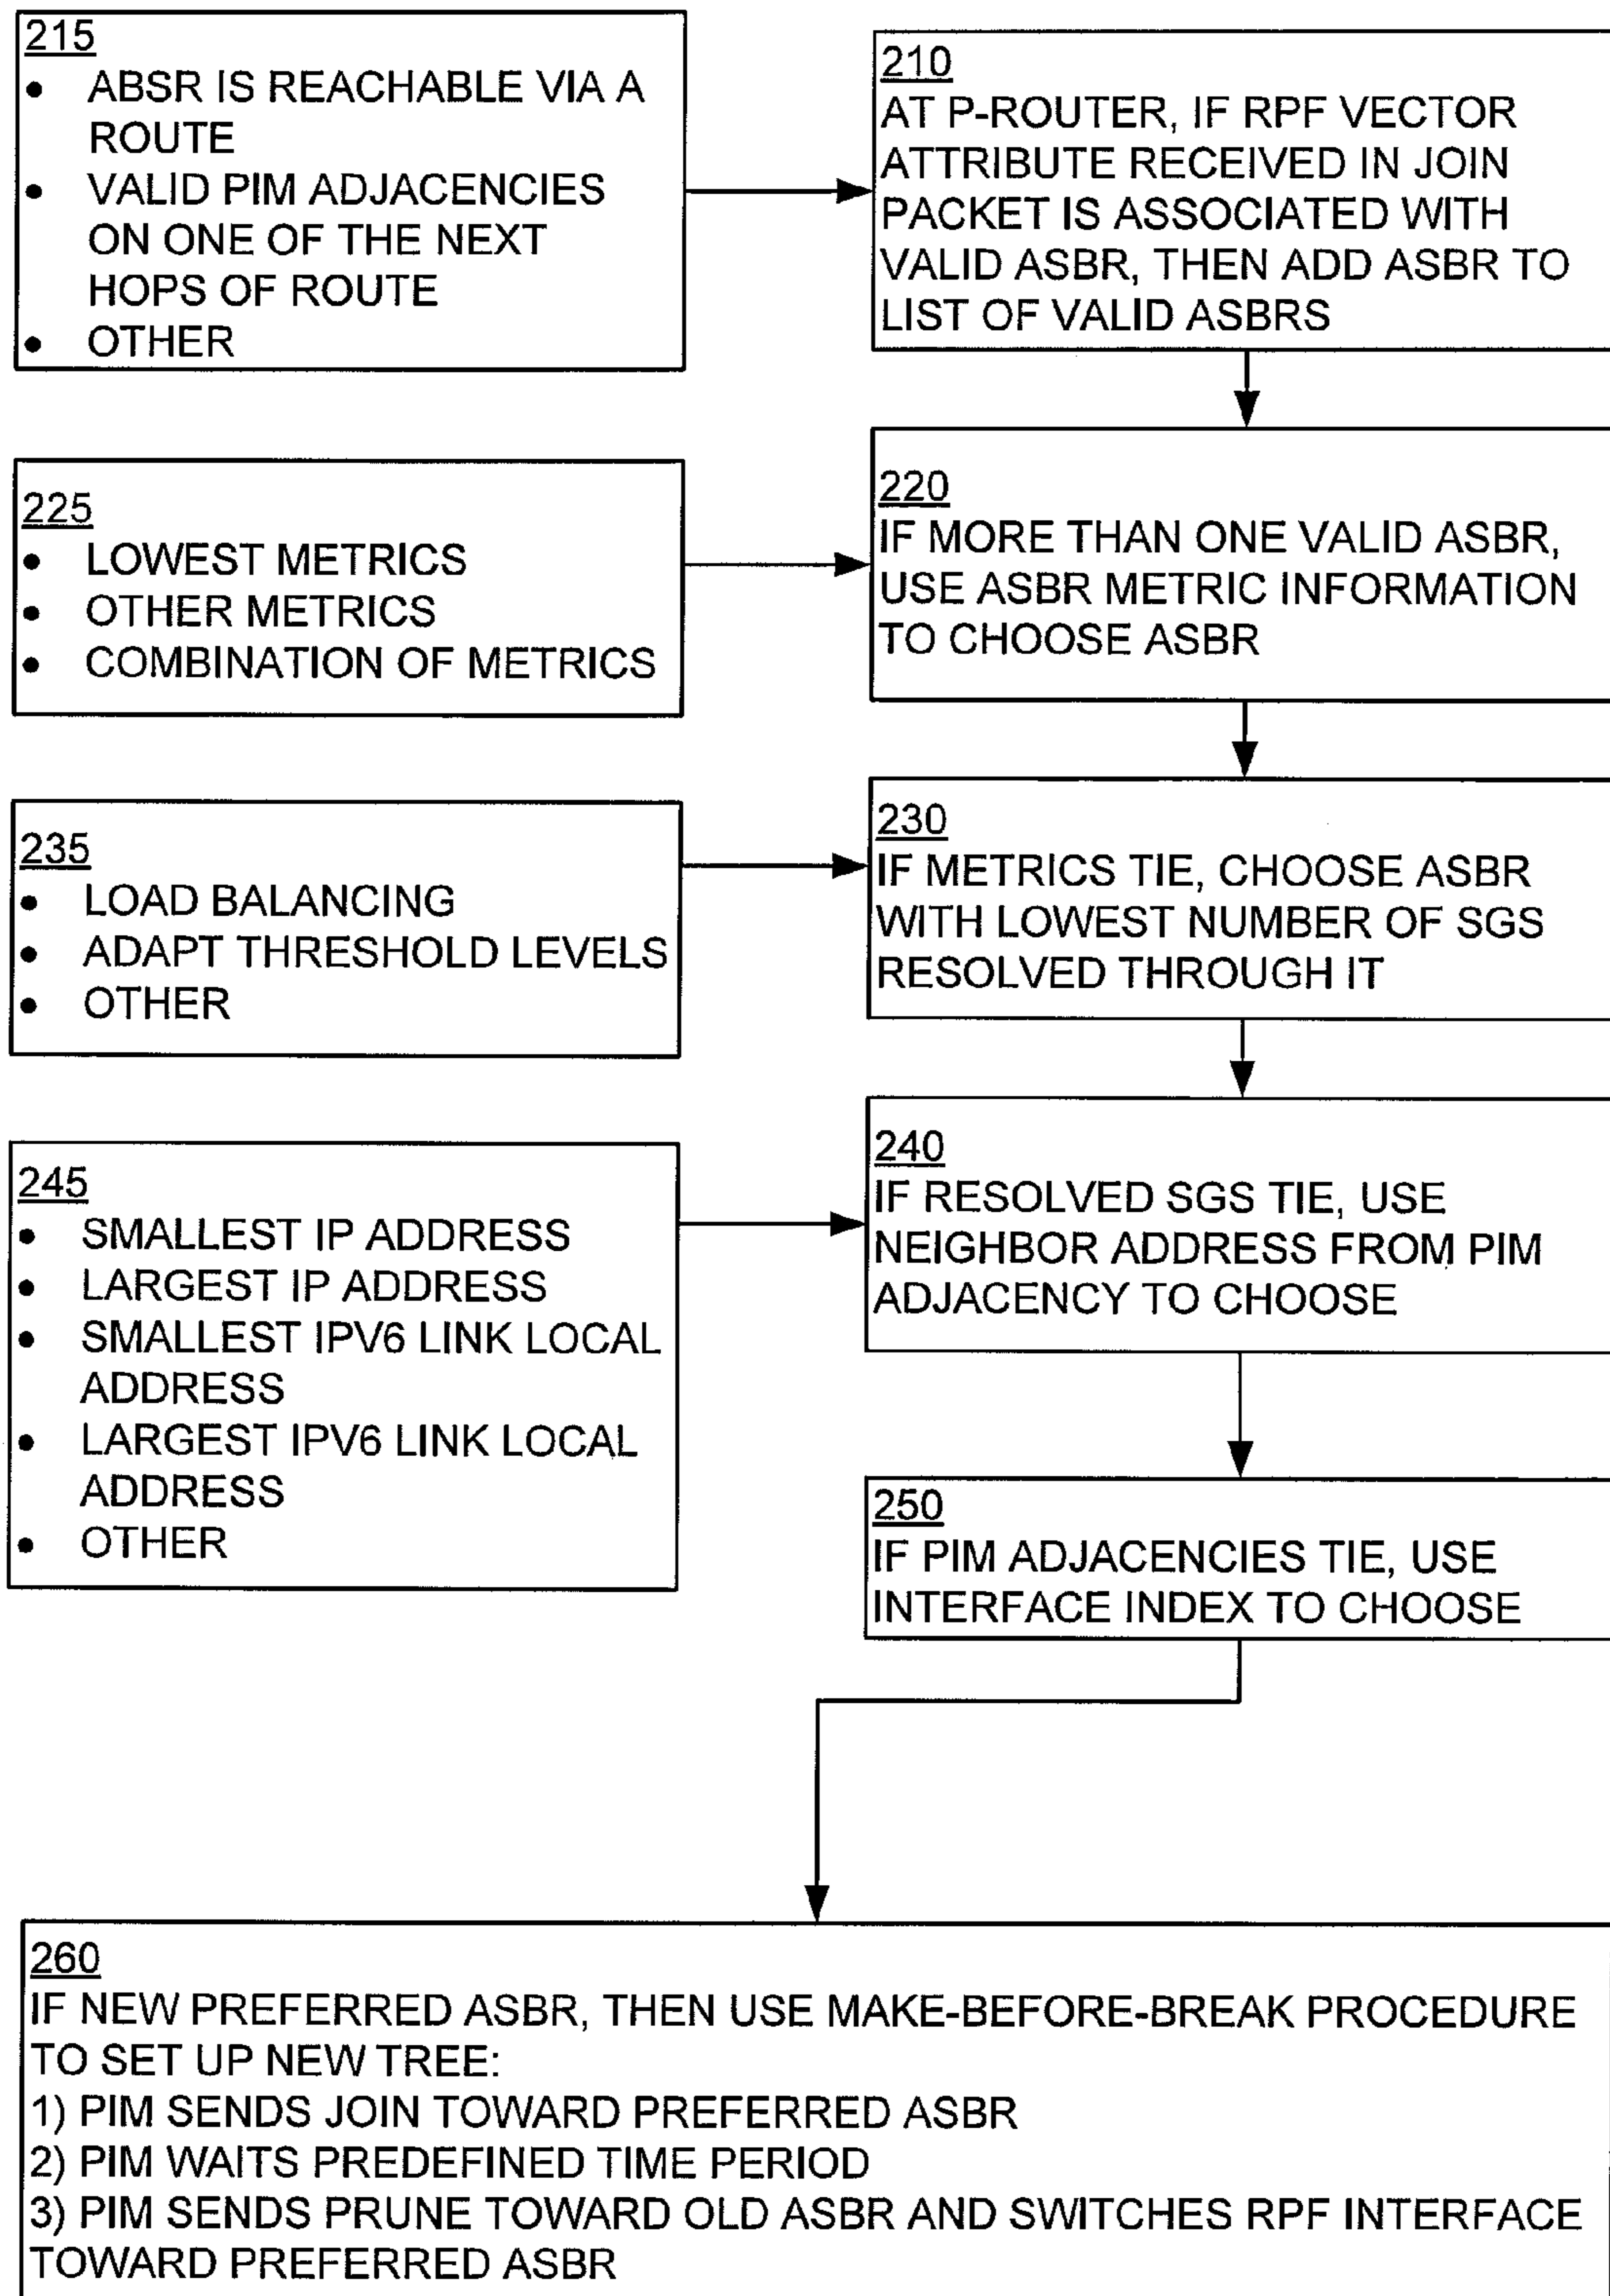 215
• ABSR IS REACHABLE VIA A
ROUTE
• VALID PIM ADJACENCIES
ON ONE OF THE NEXT
HOPS OF ROUTE
• OTHER
210
AT P-ROUTER, IF RPF VECTOR
ATTRIBUTE RECEIVED IN JOIN
PACKET IS ASSOCIATED WITH
VALID ASBR, THEN ADD ASBR TO
LIST OF VALID ASBRS
225
• LOWEST METRICS
• OTHER METRICS
• COMBINATION OF METRICS
220
IF MORE THAN ONE VALID ASBR,
USE ASBR METRIC INFORMATION
TO CHOOSE ASBR
235
• LOAD BALANCING
• ADAPT THRESHOLD LEVELS
• OTHER
230
IF METRICS TIE, CHOOSE ASBR
WITH LOWEST NUMBER OF SGS
RESOLVED THROUGH IT
245
• SMALLEST IP ADDRESS
• LARGEST IP ADDRESS
• SMALLEST IPV6 LINK LOCAL
ADDRESS
• LARGEST IPV6 LINK LOCAL
ADDRESS
• OTHER
240
IF RESOLVED SGS TIE, USE
NEIGHBOR ADDRESS FROM PIM
ADJACENCY TO CHOOSE
250
IF PIM ADJACENCIES TIE, USE
INTERFACE INDEX TO CHOOSE
260
IF NEW PREFERRED ASBR, THEN USE MAKE-BEFORE-BREAK PROCEDURE
TO SET UP NEW TREE:
1) PIM SENDS JOIN TOWARD PREFERRED ASBR
2) PIM WAITS PREDEFINED TIME PERIOD
3) PIM SENDS PRUNE TOWARD OLD ASBR AND SWITCHES RPF INTERFACE
TOWARD PREFERRED ASBR